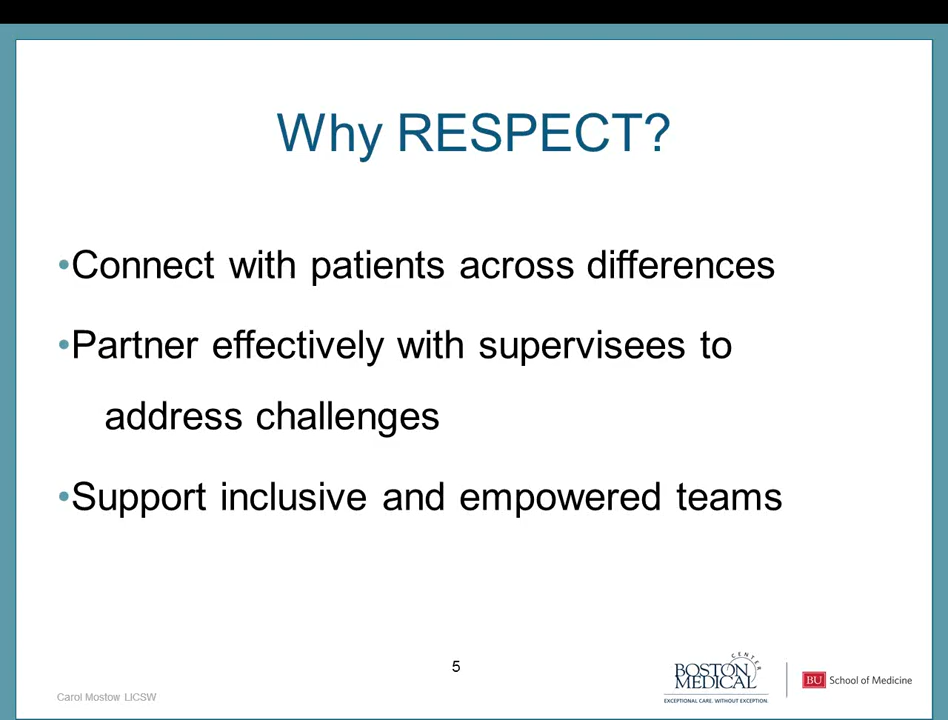 Why RESPECT?
•Connect with patients across differences
•Partner effectively with supervisees to
address challenges
•Support inclusive and empowered teams
5
Carol Mostow LICSW
BOSTON
MEDICAL
CENTER
EXCEPTIONAL CARE. WITHOUT EXCEPTION
BU School of Medicine